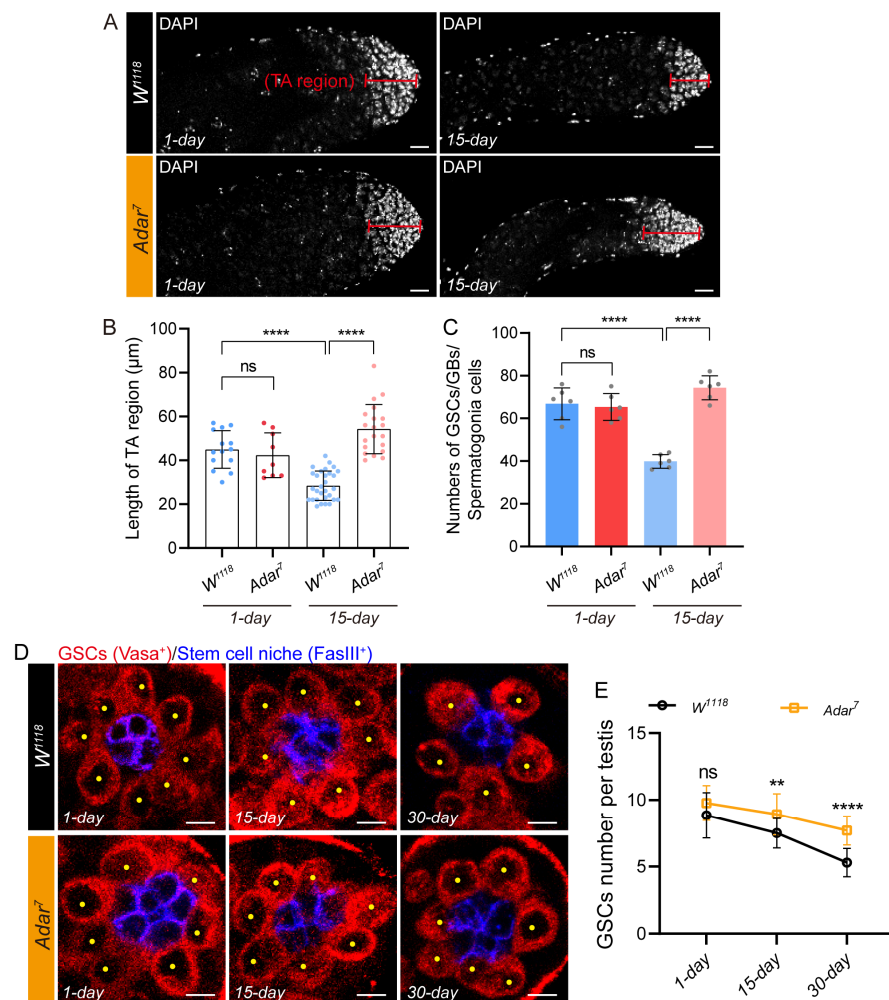 A
W¹¹¹⁸
DAPI
(TA region)
1-day
DAPI
15-day
Adar⁷
DAPI
1-day
DAPI
15-day
B
Length of TA region (μm)
100
80
60
40
20
0
****
****
ns
W¹¹¹⁸
Adar⁷
W¹¹¹⁸
Adar⁷
1-day
15-day
C
Numbers of GSCs/GBs/
Spermatogonia cells
100
80
60
40
20
0
****
****
ns
W¹¹¹⁸
Adar⁷
W¹¹¹⁸
Adar⁷
1-day
15-day
D
GSCs (Vasa⁺)/Stem cell niche (FasIII⁺)
W¹¹¹⁸
1-day
15-day
30-day
Adar⁷
1-day
15-day
30-day
E
W¹¹¹⁸
Adar⁷
GSCs number per testis
15
10
5
0
ns
**
****
1-day
15-day
30-day